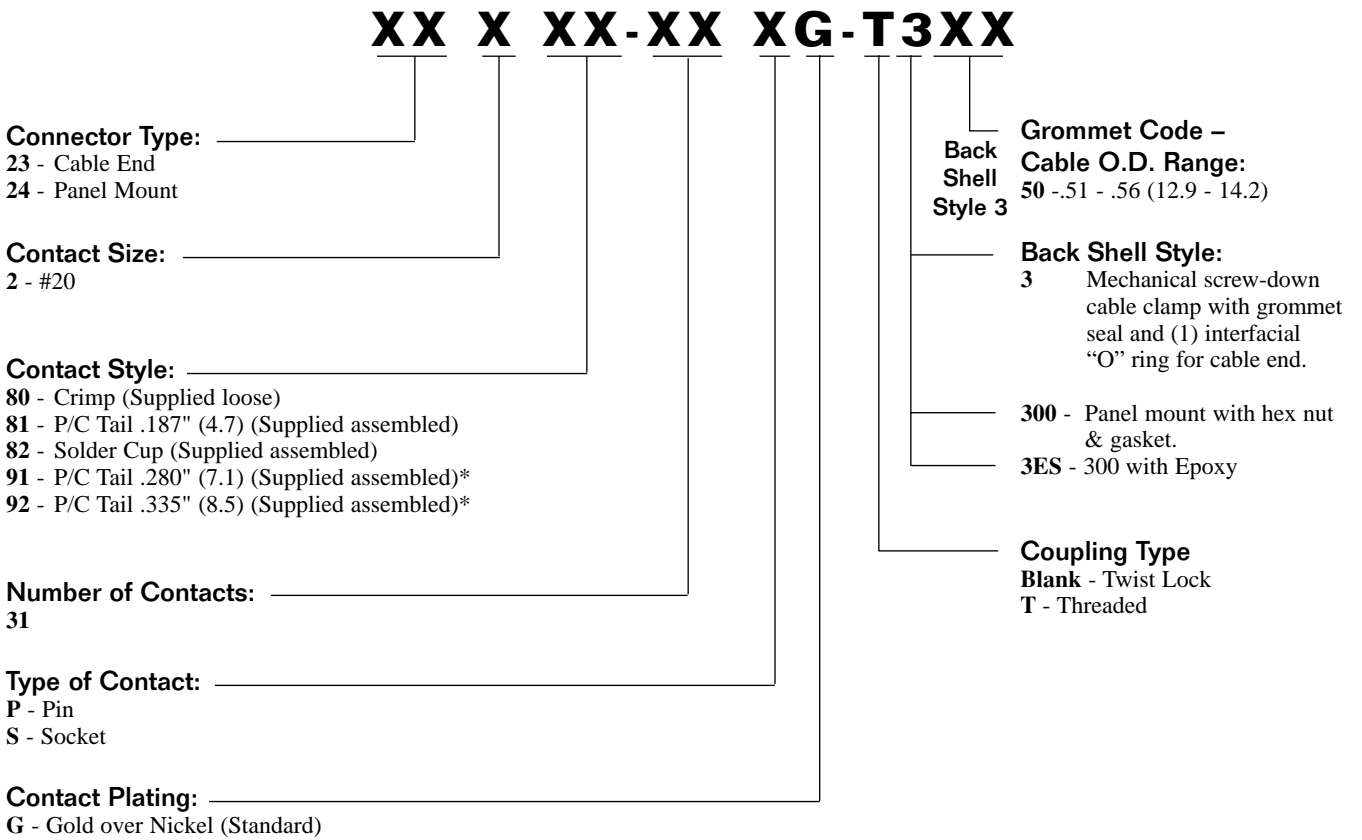 XX X XX-XX XG-T3XX
Connector Type:
23 - Cable End
24 - Panel Mount
Contact Size:
2 - #20
Contact Style:
80 - Crimp (Supplied loose)
81 - P/C Tail .187" (4.7) (Supplied assembled)
82 - Solder Cup (Supplied assembled)
91 - P/C Tail .280" (7.1) (Supplied assembled)*
92 - P/C Tail .335" (8.5) (Supplied assembled)*
Number of Contacts:
31
Type of Contact:
P - Pin
S - Socket
Contact Plating:
G - Gold over Nickel (Standard)
Back
Shell
Style 3
Grommet Code –
Cable O.D. Range:
50 -.51 - .56 (12.9 - 14.2)
Back Shell Style:
3 Mechanical screw-down
cable clamp with grommet
seal and (1) interfacial
“O” ring for cable end.
300 - Panel mount with hex nut
& gasket.
3ES - 300 with Epoxy
Coupling Type
Blank - Twist Lock
T - Threaded